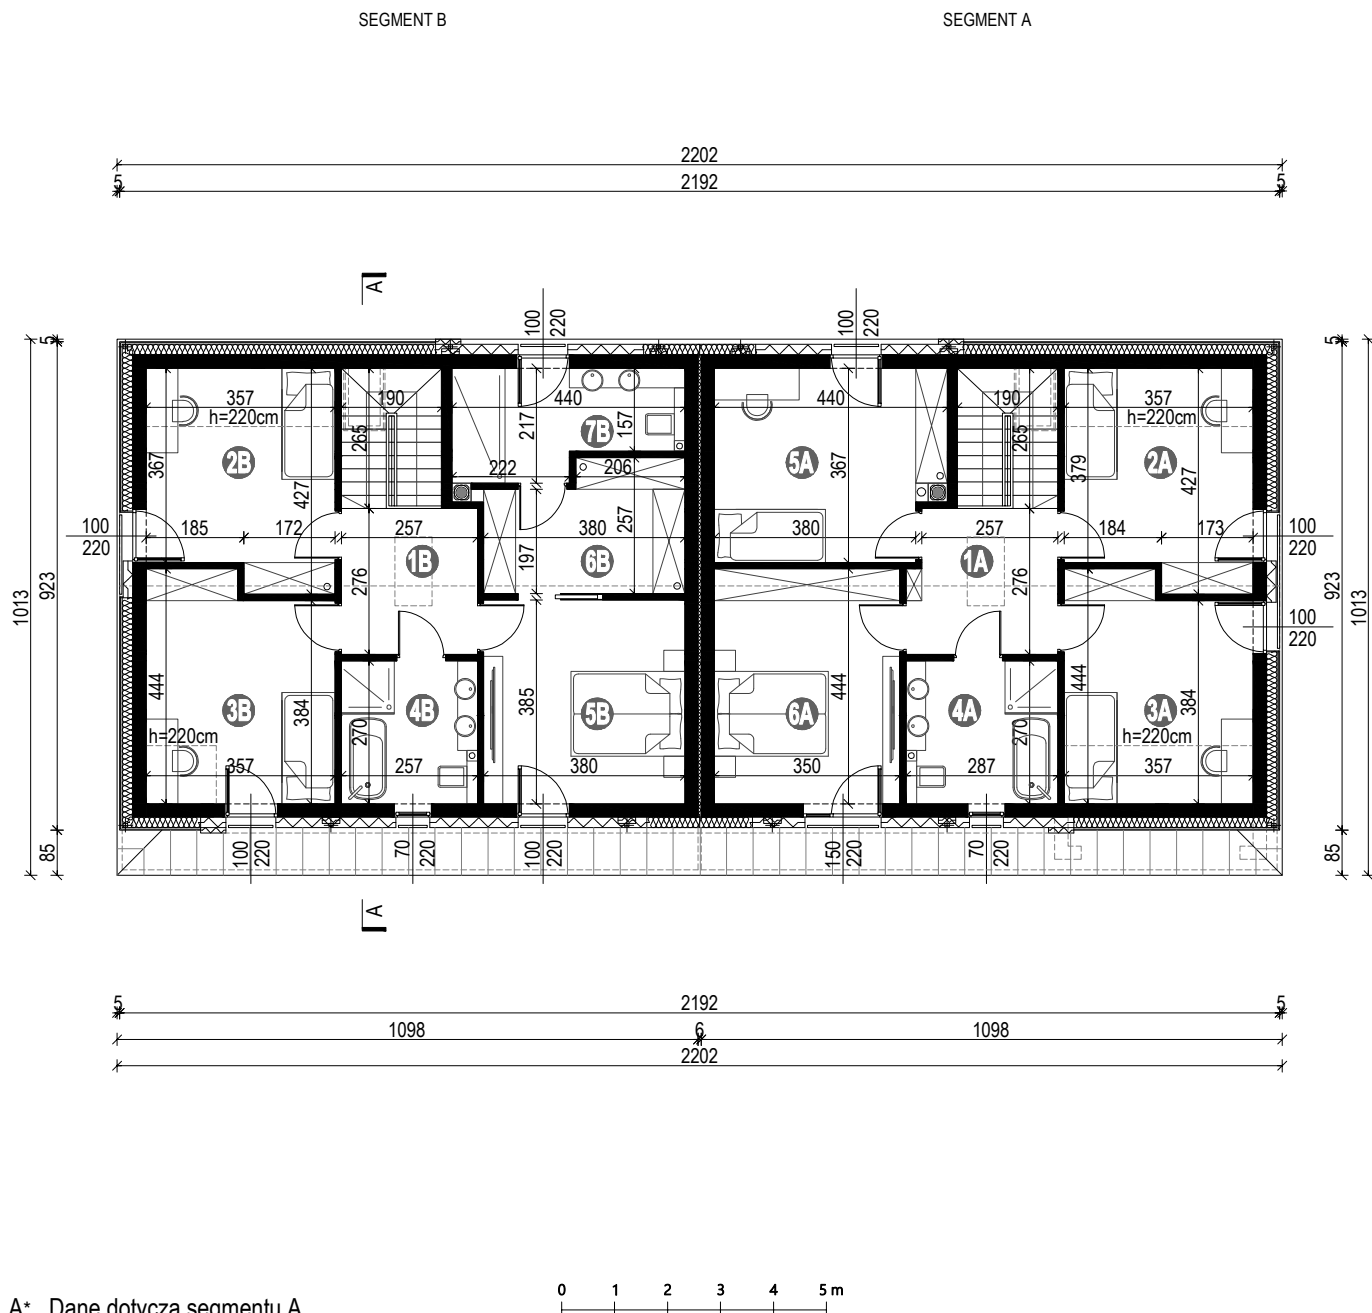 SEGMENT B SEGMENT A
2202
5 2192 5
A
100 220 100 220
5 5
357 190 440 440 190 357
h=220cm h=220cm
265 217 157 265
7B
2B 5A 2A
367 427 222 206 367 379 427
257
100 220 185 172 257 380 380 257 184 173 100 220
1B 6B 1A
276 197 276
1013 923 923 1013
100 220
444 384 385 444 444 384
3B 4B 5B 6A 4A 3A
270 270
h=220cm h=220cm
357 257 380 350 287 357
85 85
100 220 70 220 100 220 150 220 70 220
A
5 2192 5
1098 6 1098
2202
0 1 2 3 4 5 m
A* Dane dotyczą segmentu A